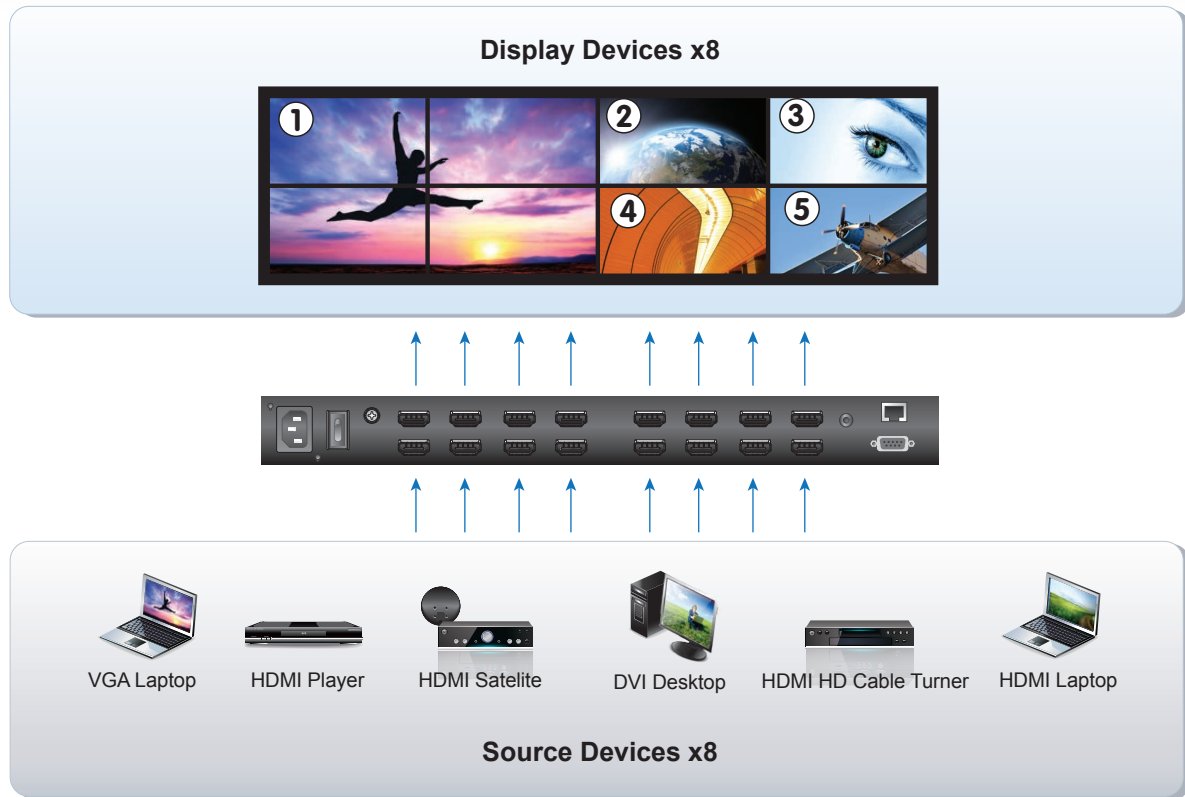 Display Devices x8
1
2
3
4
5
VGA Laptop
HDMI Player
HDMI Satelite
DVI Desktop
HDMI HD Cable Turner
HDMI Laptop
Source Devices x8